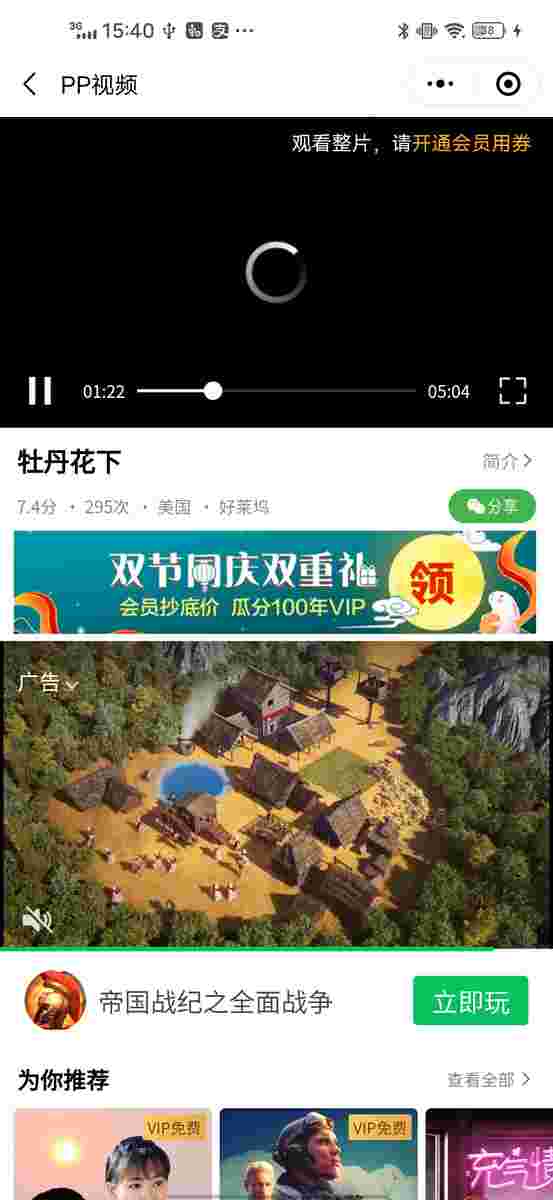 3G 15:40 58
PP视频
观看整片，请开通会员用券
01:22 05:04
牡丹花下 简介
7.4分 · 295次 · 美国 · 好莱坞 分享
双节同庆双重礼 领
会员抄底价 瓜分100年VIP
广告
帝国战纪之全面战争 立即玩
为你推荐 查看全部
VIP免费 VIP免费 充气情